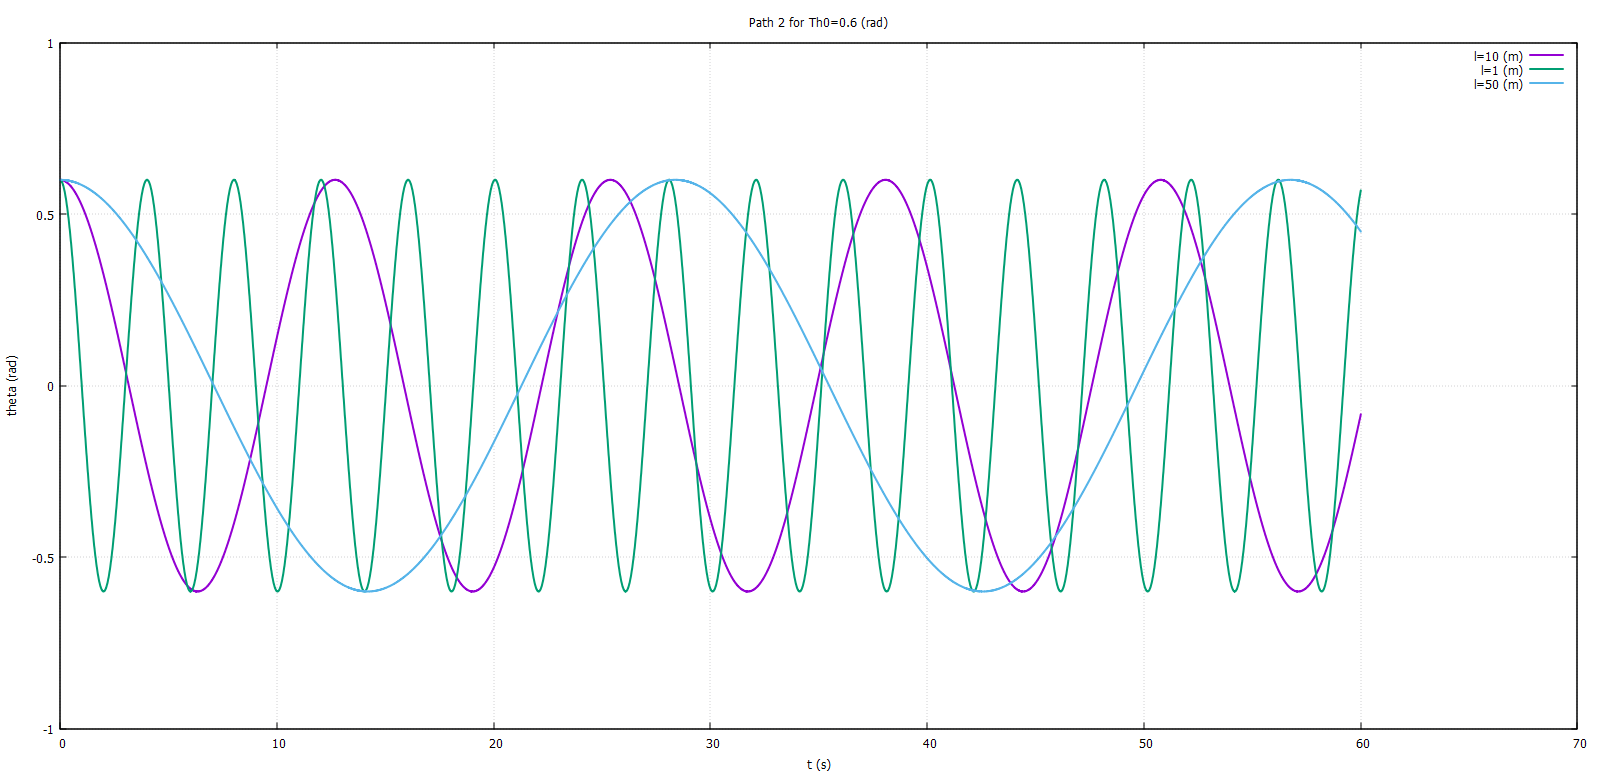 Path 2 for Th0=0.6 (rad)
1
l=10 (m)
l=1 (m)
l=50 (m)
0.5
theta (rad)
0
-0.5
-1
0 10 20 30 40 50 60 70
t (s)